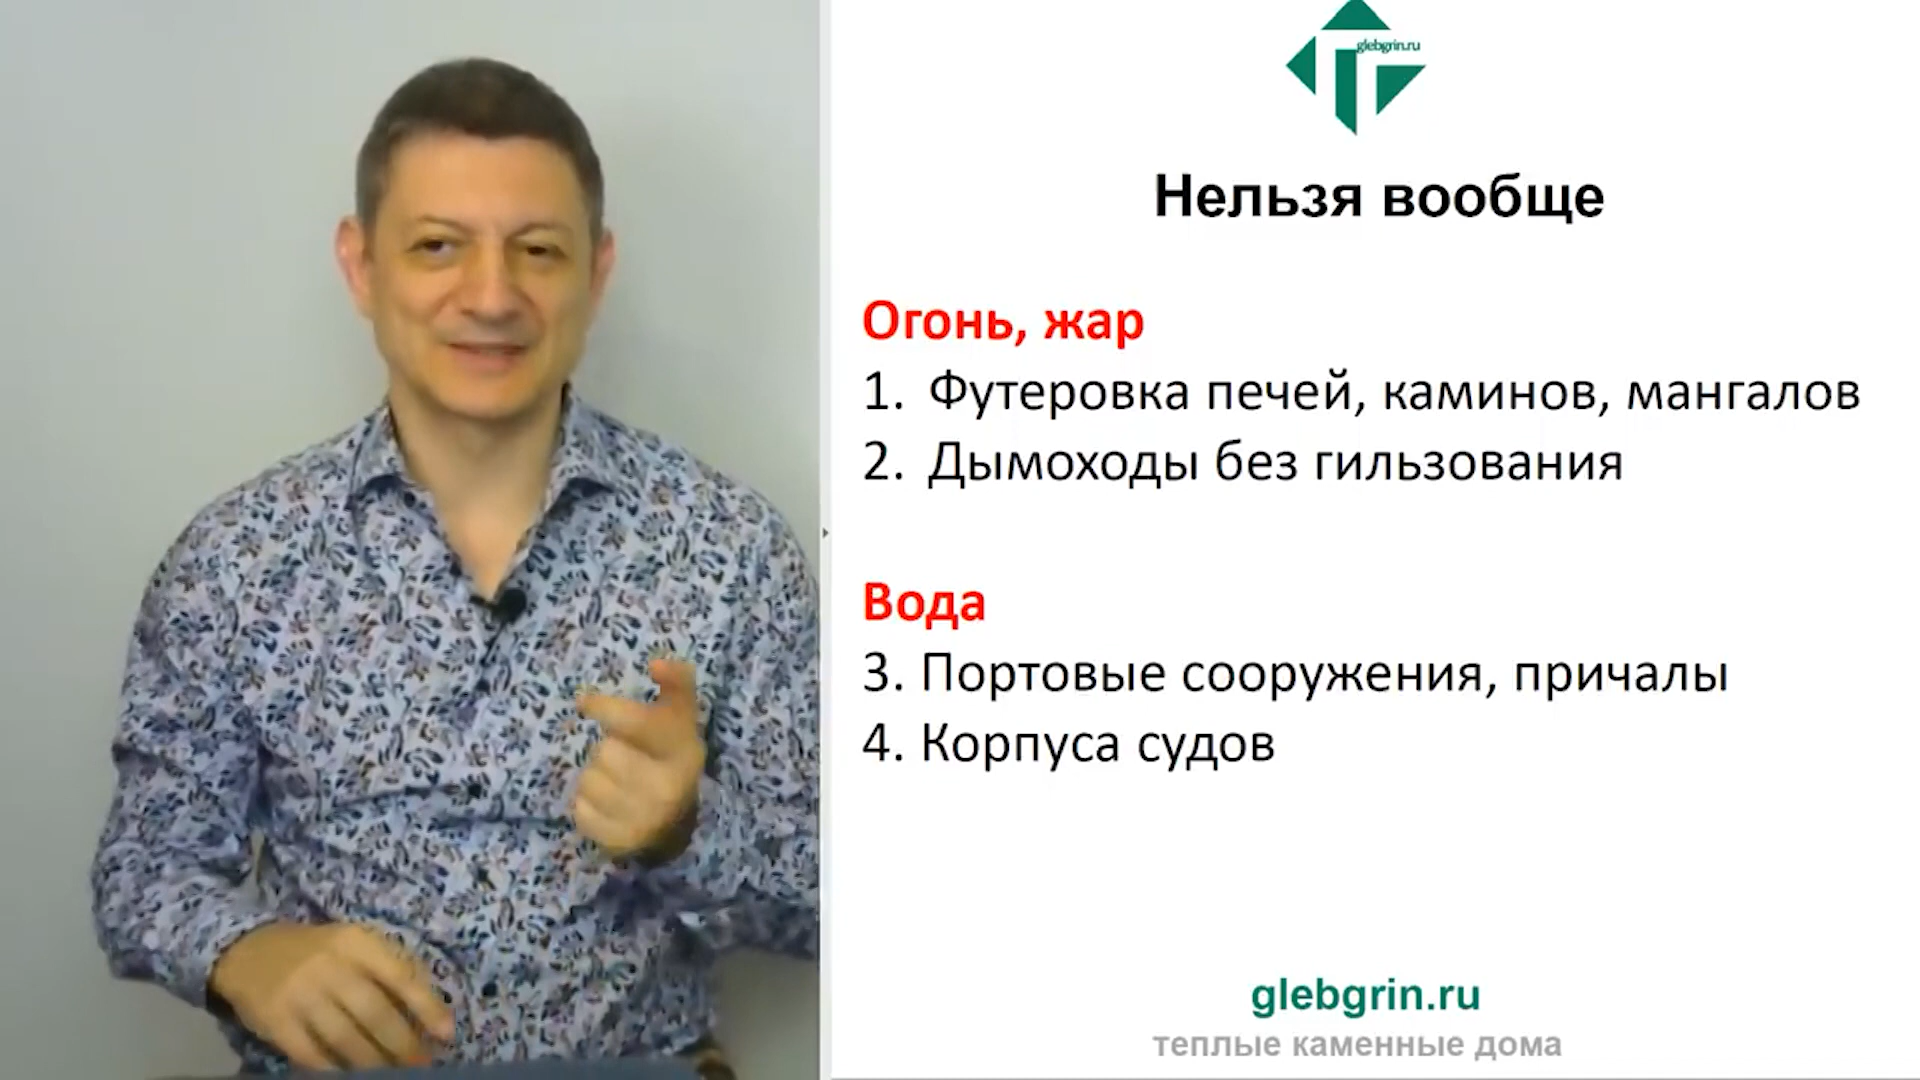 glebgrin.ru
Нельзя вообще
Огонь, жар
1. Футеровка печей, каминов, мангалов
2. Дымоходы без гильзования
Вода
3. Портовые сооружения, причалы
4. Корпуса судов
glebgrin.ru
теплые каменные дома